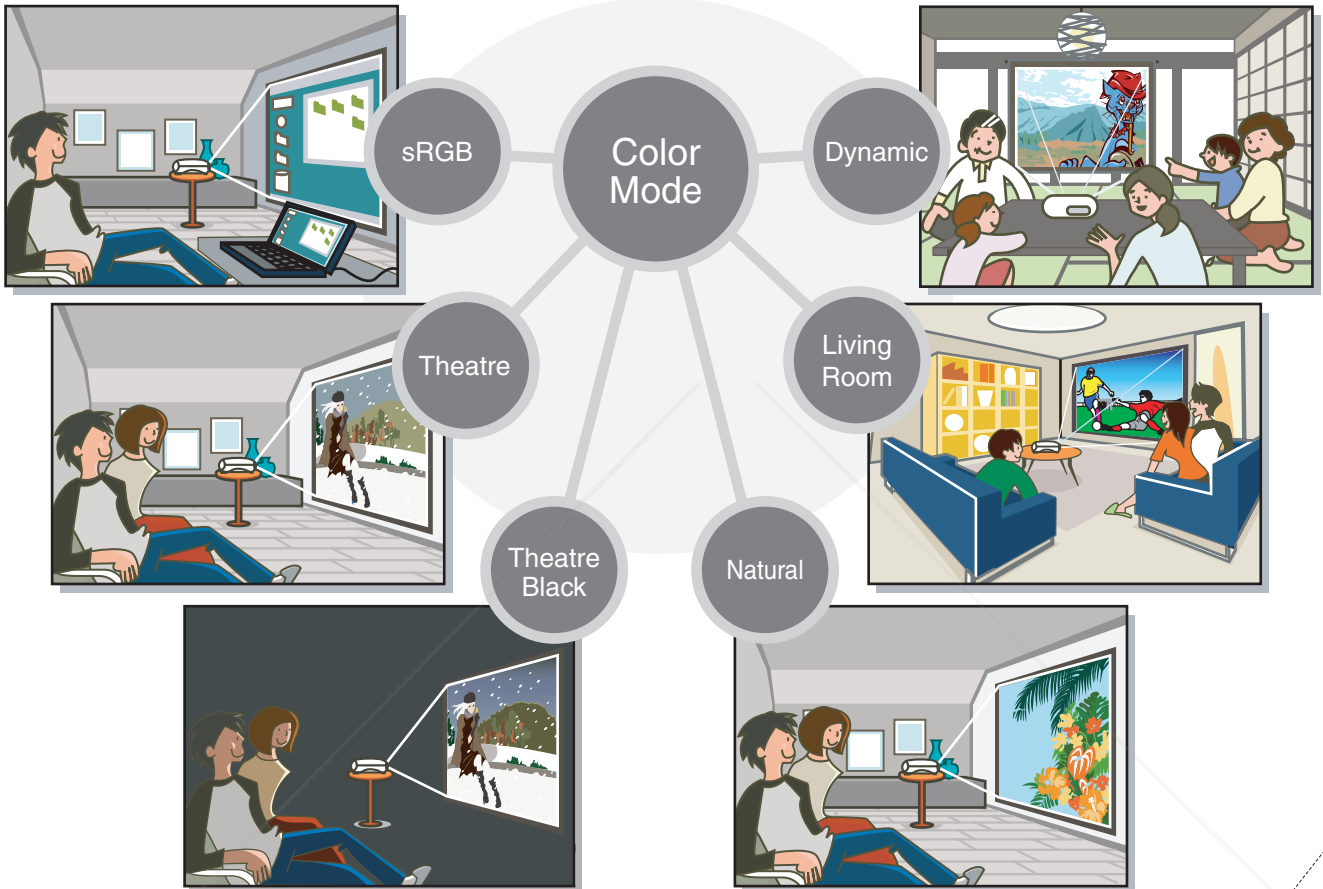 Color
Mode
sRGB
Dynamic
Theatre
Living
Room
Theatre
Black
Natural